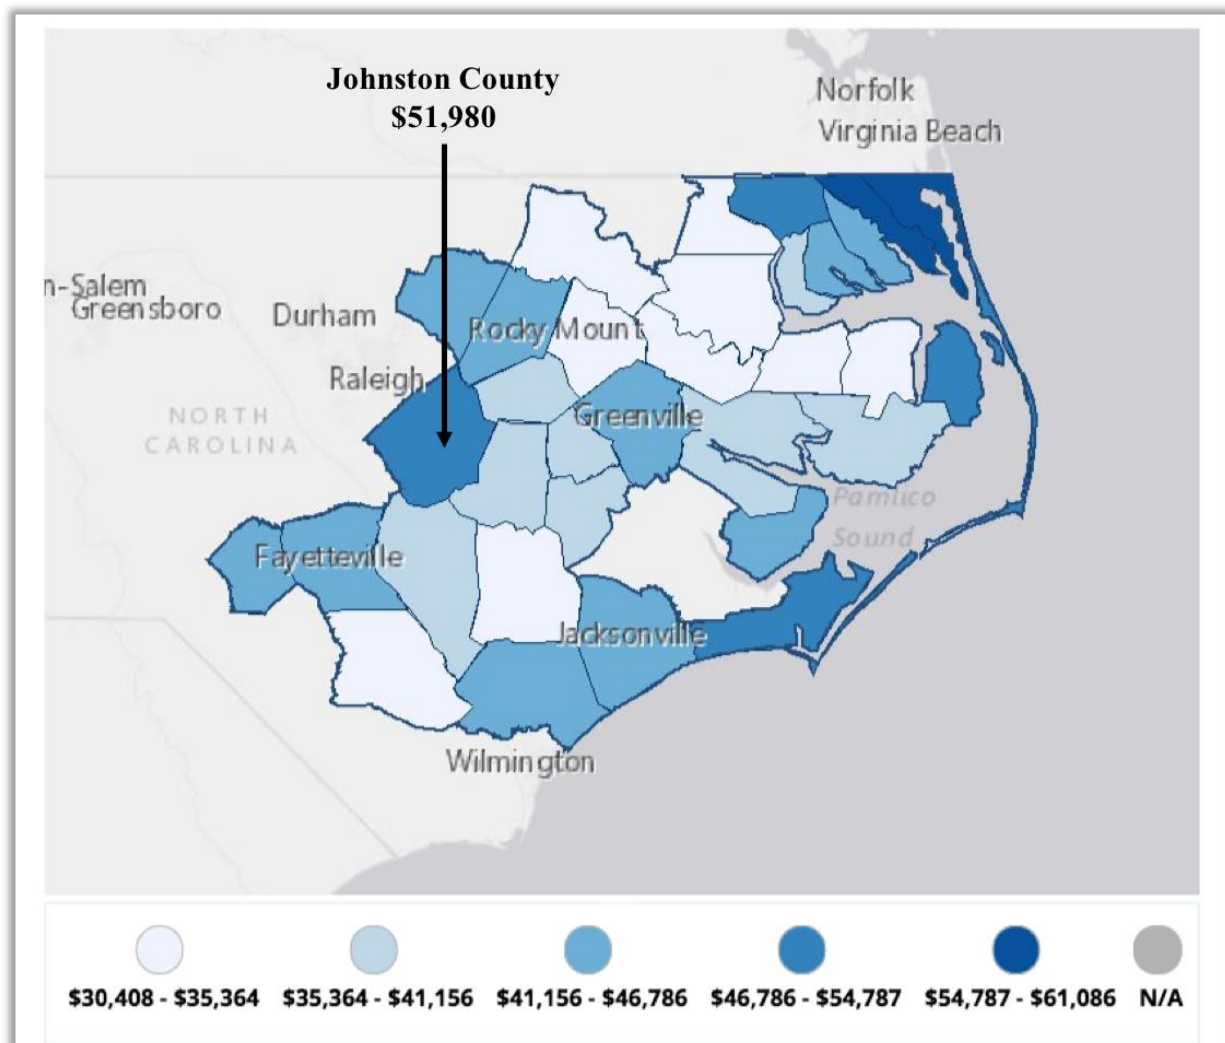 Johnston County
$51,980
Norfolk
Virginia Beach
n-Salem
Greensboro
Durham
Rocky Mount
Raleigh
NORTH
CAROLINA
Greenville
Pamlico
Sound
Fayetteville
Jacksonville
Wilmington
$30,408 - $35,364
$35,364 - $41,156
$41,156 - $46,786
$46,786 - $54,787
$54,787 - $61,086
N/A